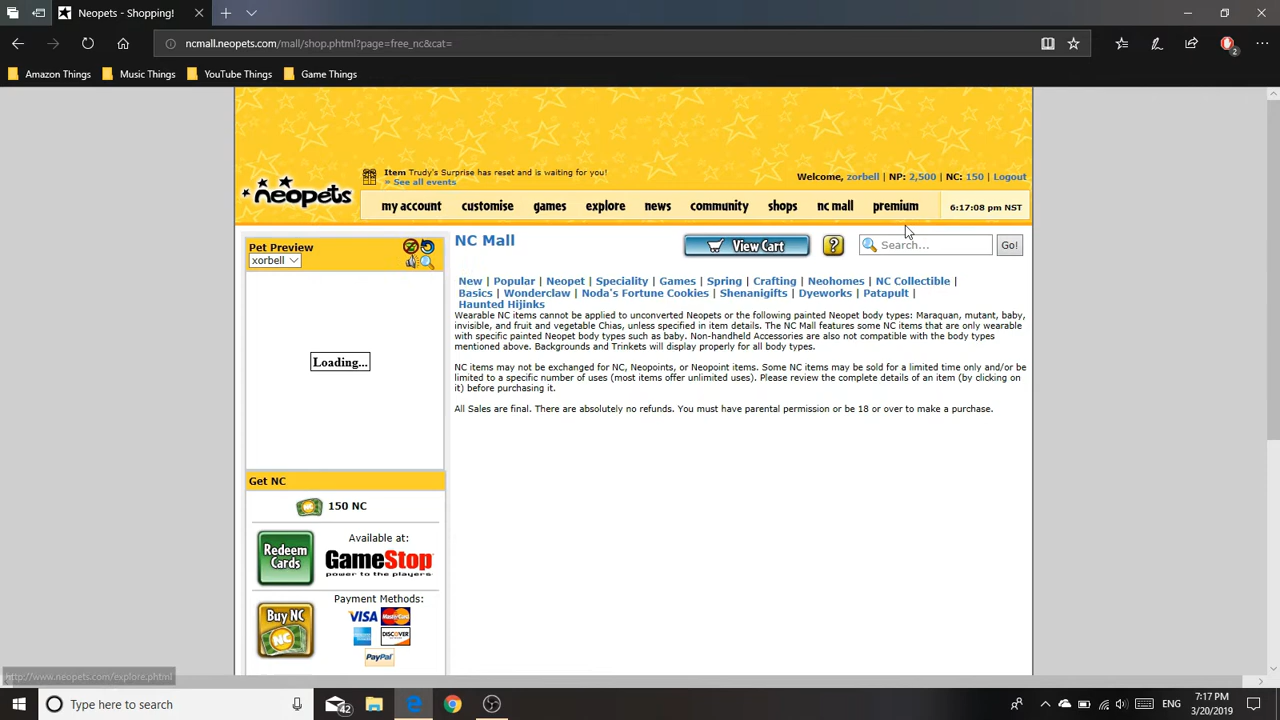 Neopets - Shopping!
ncmall.neopets.com/mall/shop.phtml?page=free_nc&cat=
2
Amazon Things
Music Things
YouTube Things
Game Things
Item Trudy's Surprise has reset and is waiting for you!
» See all events
Welcome, zorbell | NP: 2,500 | NC: 150 | Logout
neopets
my account
customise
games
explore
news
community
shops
nc mall
premium
6:17:08 pm NST
Pet Preview
xorbell
NC Mall
View Cart
?
Search...
Go!
New | Popular | Neopet | Speciality | Games | Spring | Crafting | Neohomes | NC Collectible |
Basics | Wonderclaw | Noda's Fortune Cookies | Shenanigifts | Dyeworks | Patapult |
Haunted Hijinks
Wearable NC items cannot be applied to unconverted Neopets or the following painted Neopet body types: Maraquan, mutant, baby,
invisible, and fruit and vegetable Chias, unless specified in item details. The NC Mall features some NC items that are only wearable
with specific painted Neopet body types such as baby. Non-handheld Accessories are also not compatible with the body types
mentioned above. Backgrounds and Trinkets will display properly for all body types.
NC items may not be exchanged for NC, Neopoints, or Neopoint items. Some NC items may be sold for a limited time only and/or be
limited to a specific number of uses (most items offer unlimited uses). Please review the complete details of an item (by clicking on
it) before purchasing it.
All Sales are final. There are absolutely no refunds. You must have parental permission or be 18 or over to make a purchase.
Loading...
Get NC
150 NC
Redeem
Cards
Available at:
GameStop
power to the players
Buy NC
NC
Payment Methods:
VISA
MasterCard
DISCOVER
PayPal
http://www.neopets.com/explore.phtml
Type here to search
42
ENG
7:17 PM
3/20/2019